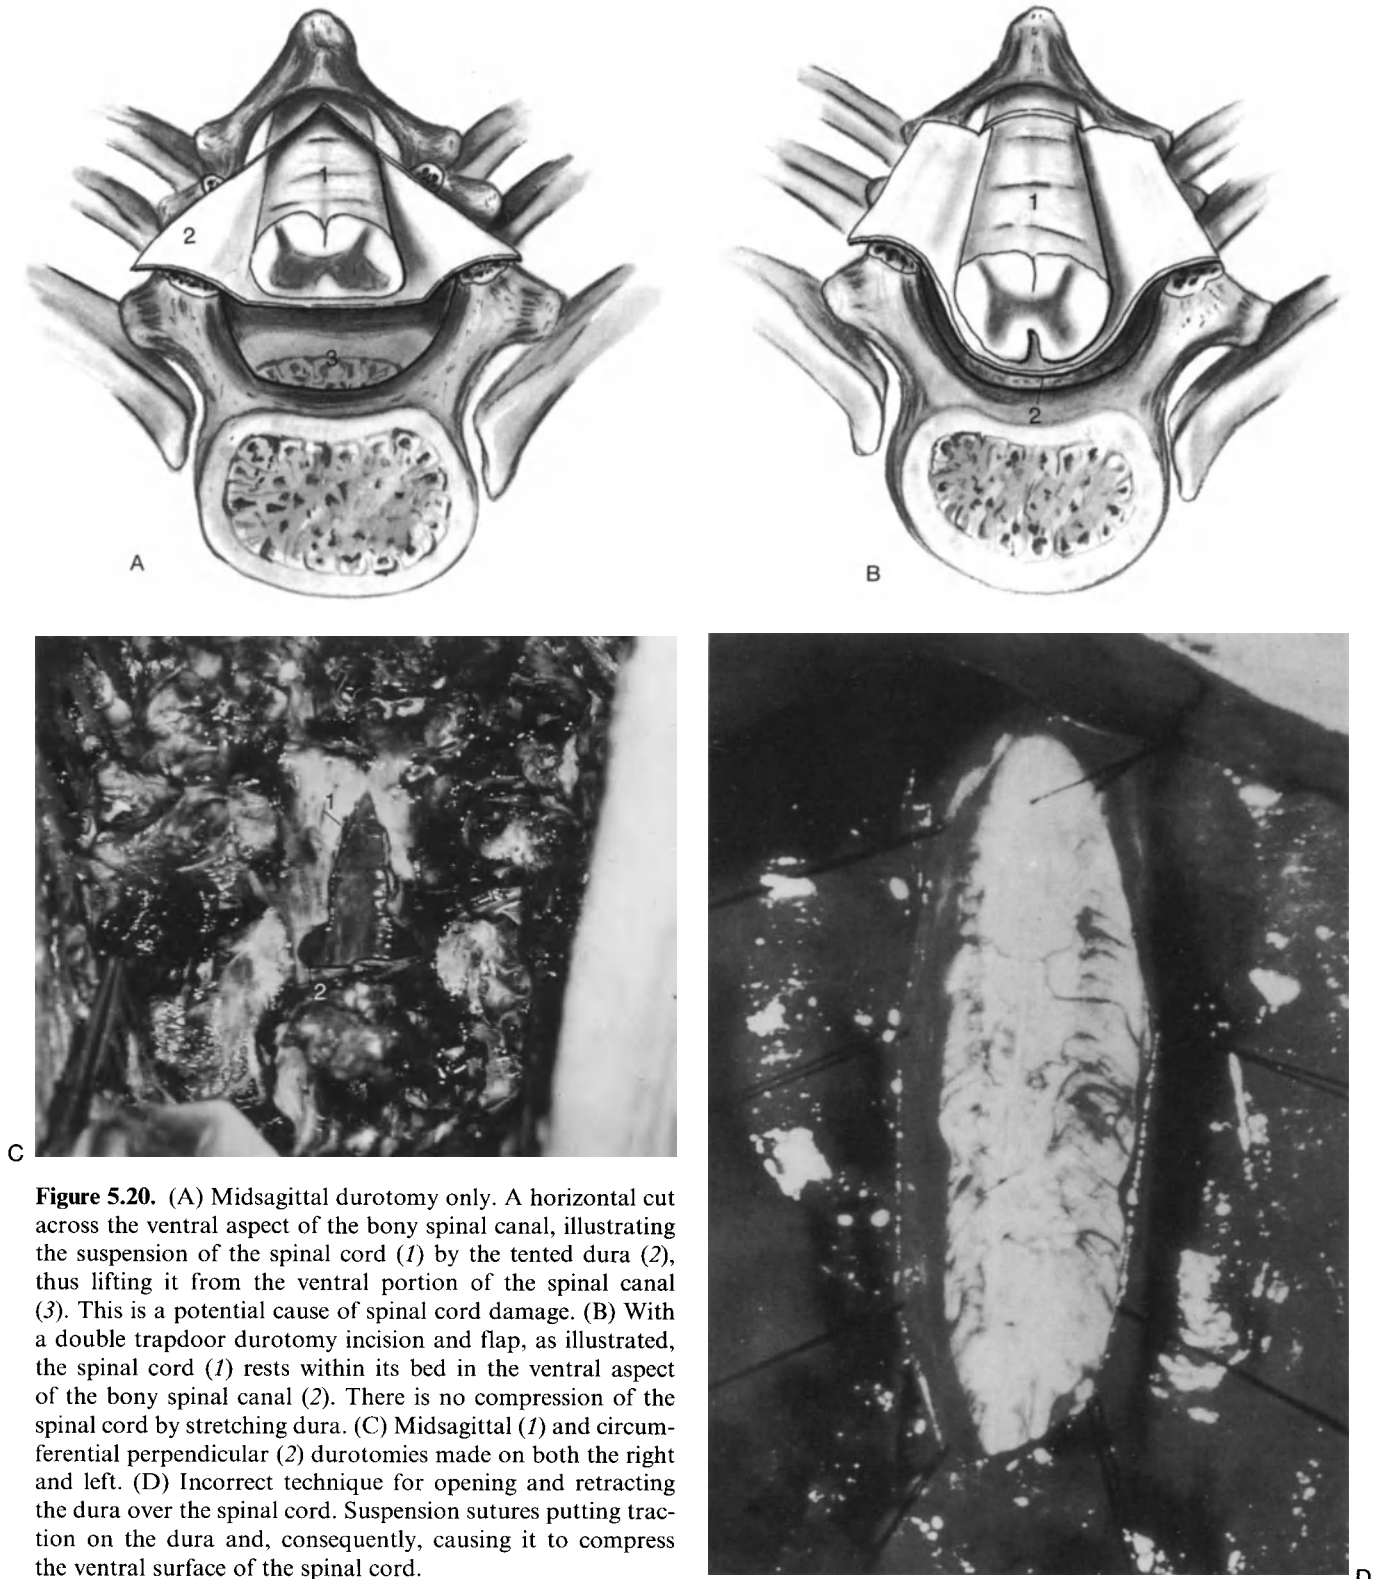 1
2
3
A
1
2
B
1
2
C
D
Figure 5.20. (A) Midsagittal durotomy only. A horizontal cut
across the ventral aspect of the bony spinal canal, illustrating
the suspension of the spinal cord (1) by the tented dura (2),
thus lifting it from the ventral portion of the spinal canal
(3). This is a potential cause of spinal cord damage. (B) With
a double trapdoor durotomy incision and flap, as illustrated,
the spinal cord (1) rests within its bed in the ventral aspect
of the bony spinal canal (2). There is no compression of the
spinal cord by stretching dura. (C) Midsagittal (1) and circum-
ferential perpendicular (2) durotomies made on both the right
and left. (D) Incorrect technique for opening and retracting
the dura over the spinal cord. Suspension sutures putting trac-
tion on the dura and, consequently, causing it to compress
the ventral surface of the spinal cord.